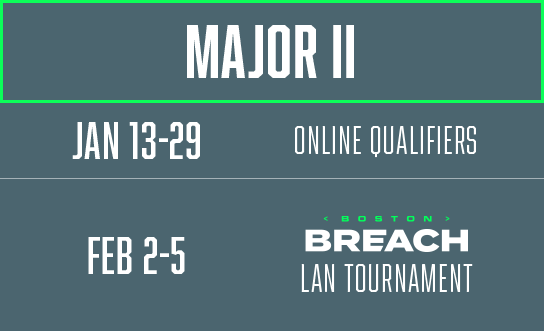 MAJOR II
JAN 13-29
ONLINE QUALIFIERS
FEB 2-5
< BOSTON >
BREACH
LAN TOURNAMENT